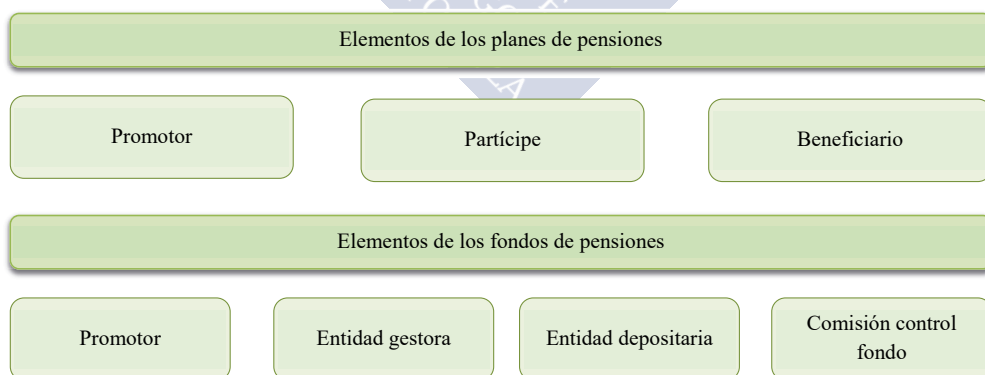 Elementos de los planes de pensiones
Promotor
Partícipe
Beneficiario
Elementos de los fondos de pensiones
Promotor
Entidad gestora
Entidad depositaria
Comisión control
fondo